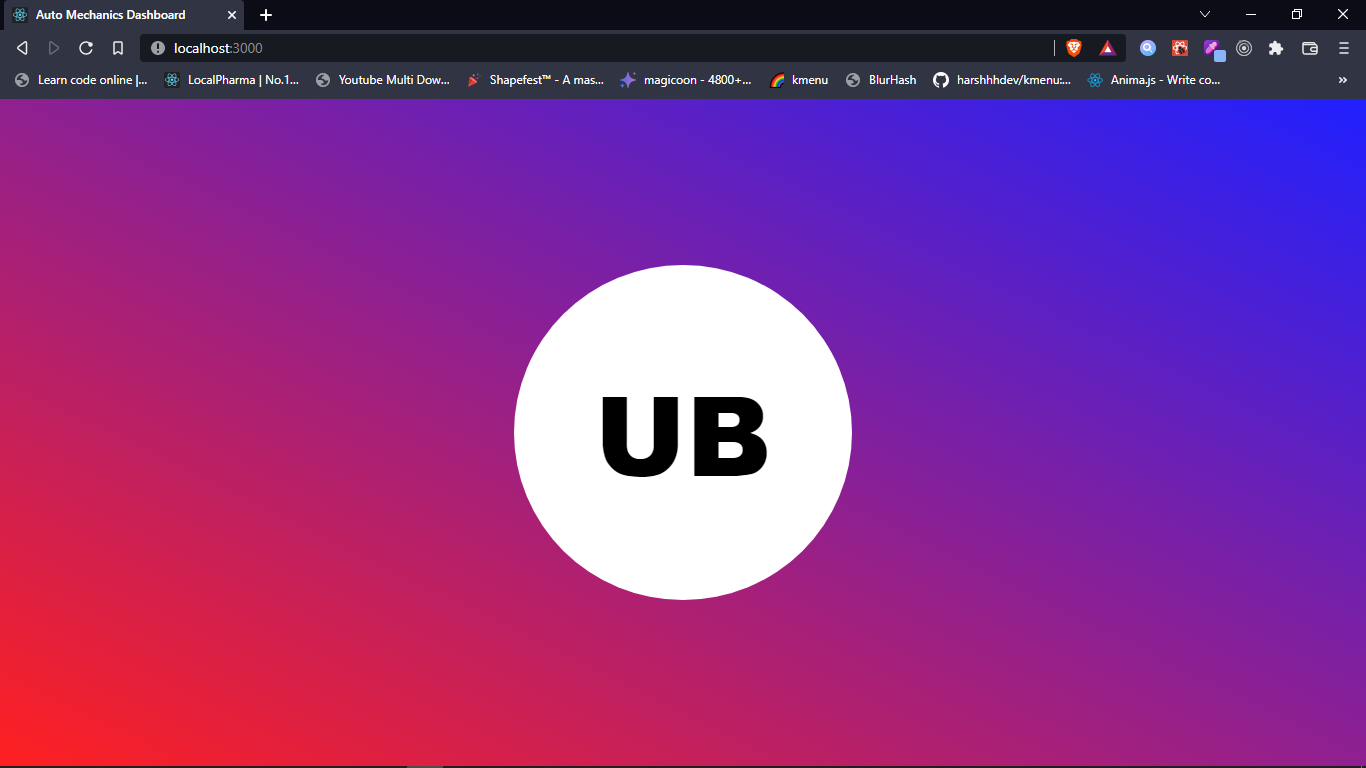 Auto Mechanics Dashboard
localhost:3000
Learn code online |... LocalPharma | No.1... Youtube Multi Dow... Shapefest™ - A mas... magicoon - 4800+... kmenu BlurHash harshhhdev/kmenu:... Anima.js - Write co... »
UB